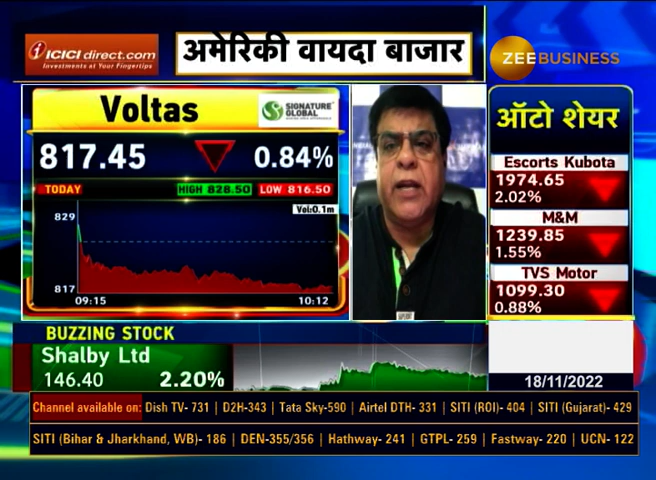 ICICI direct.com
Investments at Your Fingertips
अमेरिकी वायदा बाजार
ZEE BUSINESS
Voltas
SIGNATURE GLOBAL
817.45 0.84%
TODAY HIGH 828.50 LOW 816.50
Vol:0.1m
829
817
09:15 10:12
ऑटो शेयर
Escorts Kubota
1974.65
2.02%
M&M
1239.85
1.55%
TVS Motor
1099.30
0.88%
BUZZING STOCK
Shalby Ltd
146.40 2.20%
18/11/2022
Channel available on: Dish TV- 731 | D2H-343 | Tata Sky-590 | Airtel DTH- 331 | SITI (ROI)- 404 | SITI (Gujarat)- 429
SITI (Bihar & Jharkhand, WB)- 186 | DEN-355/356 | Hathway- 241 | GTPL- 259 | Fastway- 220 | UCN- 122